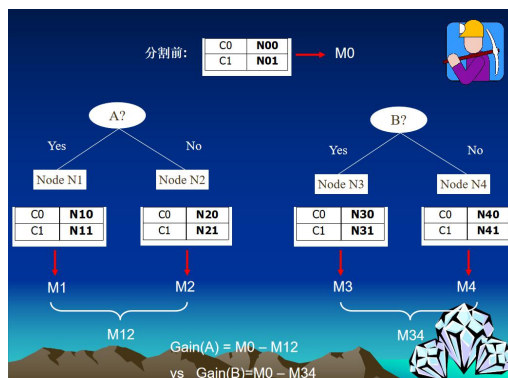 分割前:
C0 N00
C1 N01
M0
A?
B?
Yes
No
Yes
No
Node N1
Node N2
Node N3
Node N4
C0 N10
C1 N11
C0 N20
C1 N21
C0 N30
C1 N31
C0 N40
C1 N41
M1
M2
M3
M4
M12
M34
Gain(A) = M0 – M12
vs Gain(B)=M0 – M34